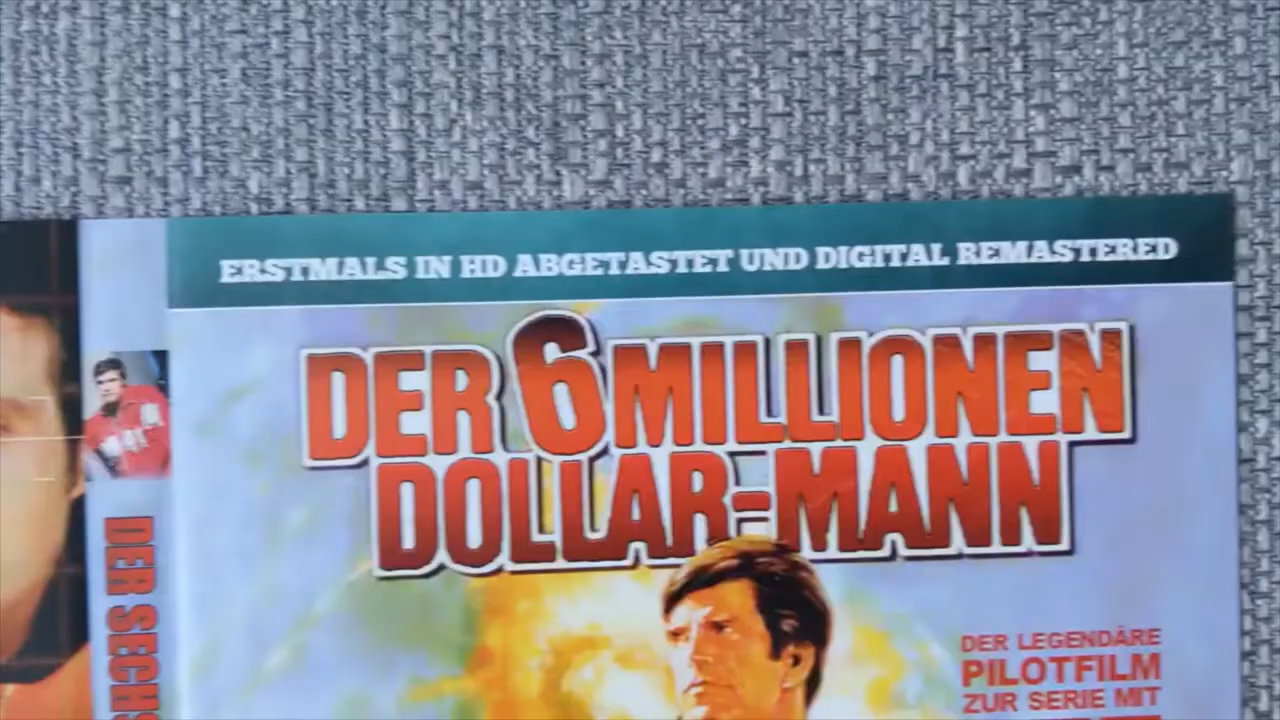 ERSTMALS IN HD ABGETASTET UND DIGITAL REMASTERED
DER 6 MILLIONEN
DOLLAR-MANN
DER LEGENDÄRE
PILOTFILM
ZUR SERIE MIT
DER SECHS